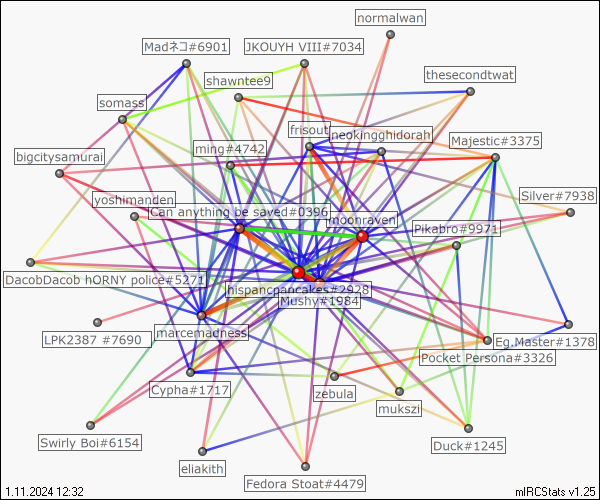 normalwan
Madネコ#6901
JKOUYH VIII#7034
shawntee9
thesecondtwat
somass
frisout
neokingghidorah
Majestic#3375
ming#4742
bigcitysamurai
yoshimanden
Silver#7938
Can anything be saved#0396
moonraven
Pikabro#9971
DacobDacob hORNY police#5271
hispancpancakes#2928
Mushy#1984
marcemadness
LPK2387 #7690
Eg.Master#1378
Pocket Persona#3326
Cypha#1717
zebula
mukszi
Swirly Boi#6154
Duck#1245
eliakith
Fedora Stoat#4479
1.11.2024 12:32
mIRCStats v1.25